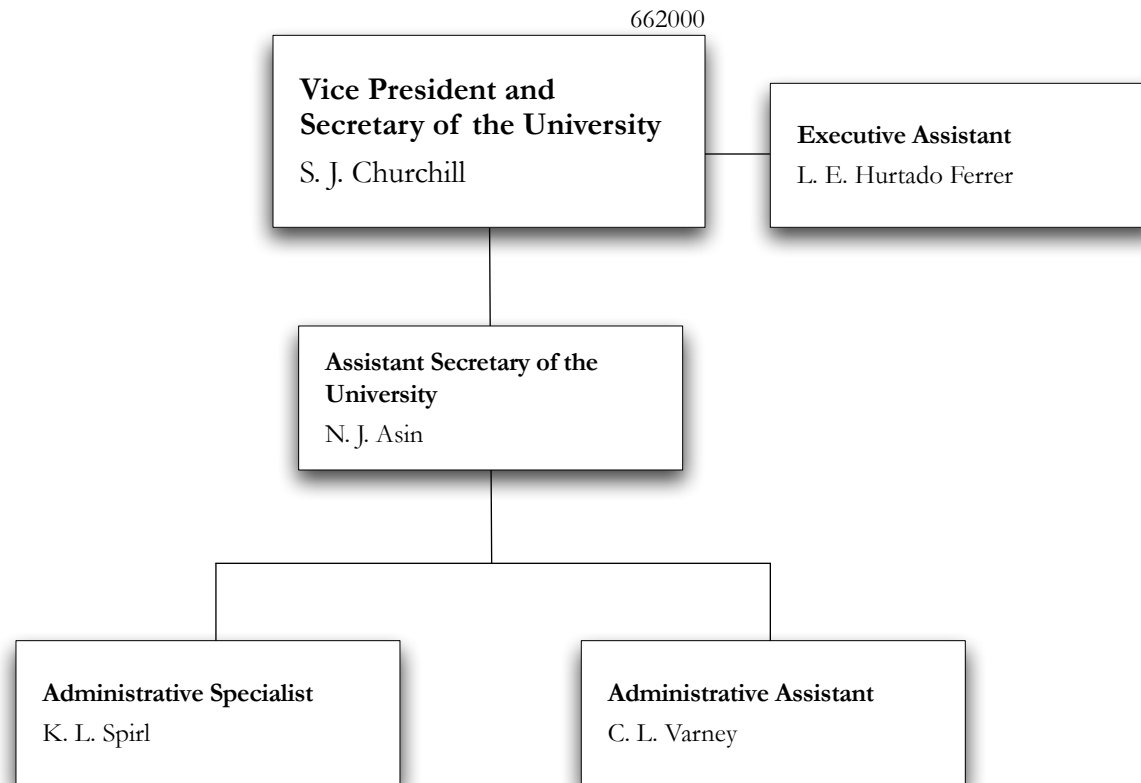 662000
Vice President and
Secretary of the University
S. J. Churchill
Executive Assistant
L. E. Hurtado Ferrer
Assistant Secretary of the
University
N. J. Asin
Administrative Specialist
K. L. Spirl
Administrative Assistant
C. L. Varney